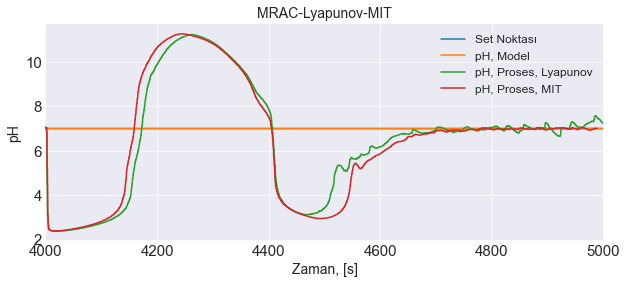 MRAC-Lyapunov-MIT
Set Noktası
pH, Model
pH, Proses, Lyapunov
pH, Proses, MIT
pH
10
8
6
4
2
4000 4200 4400 4600 4800 5000
Zaman, [s]